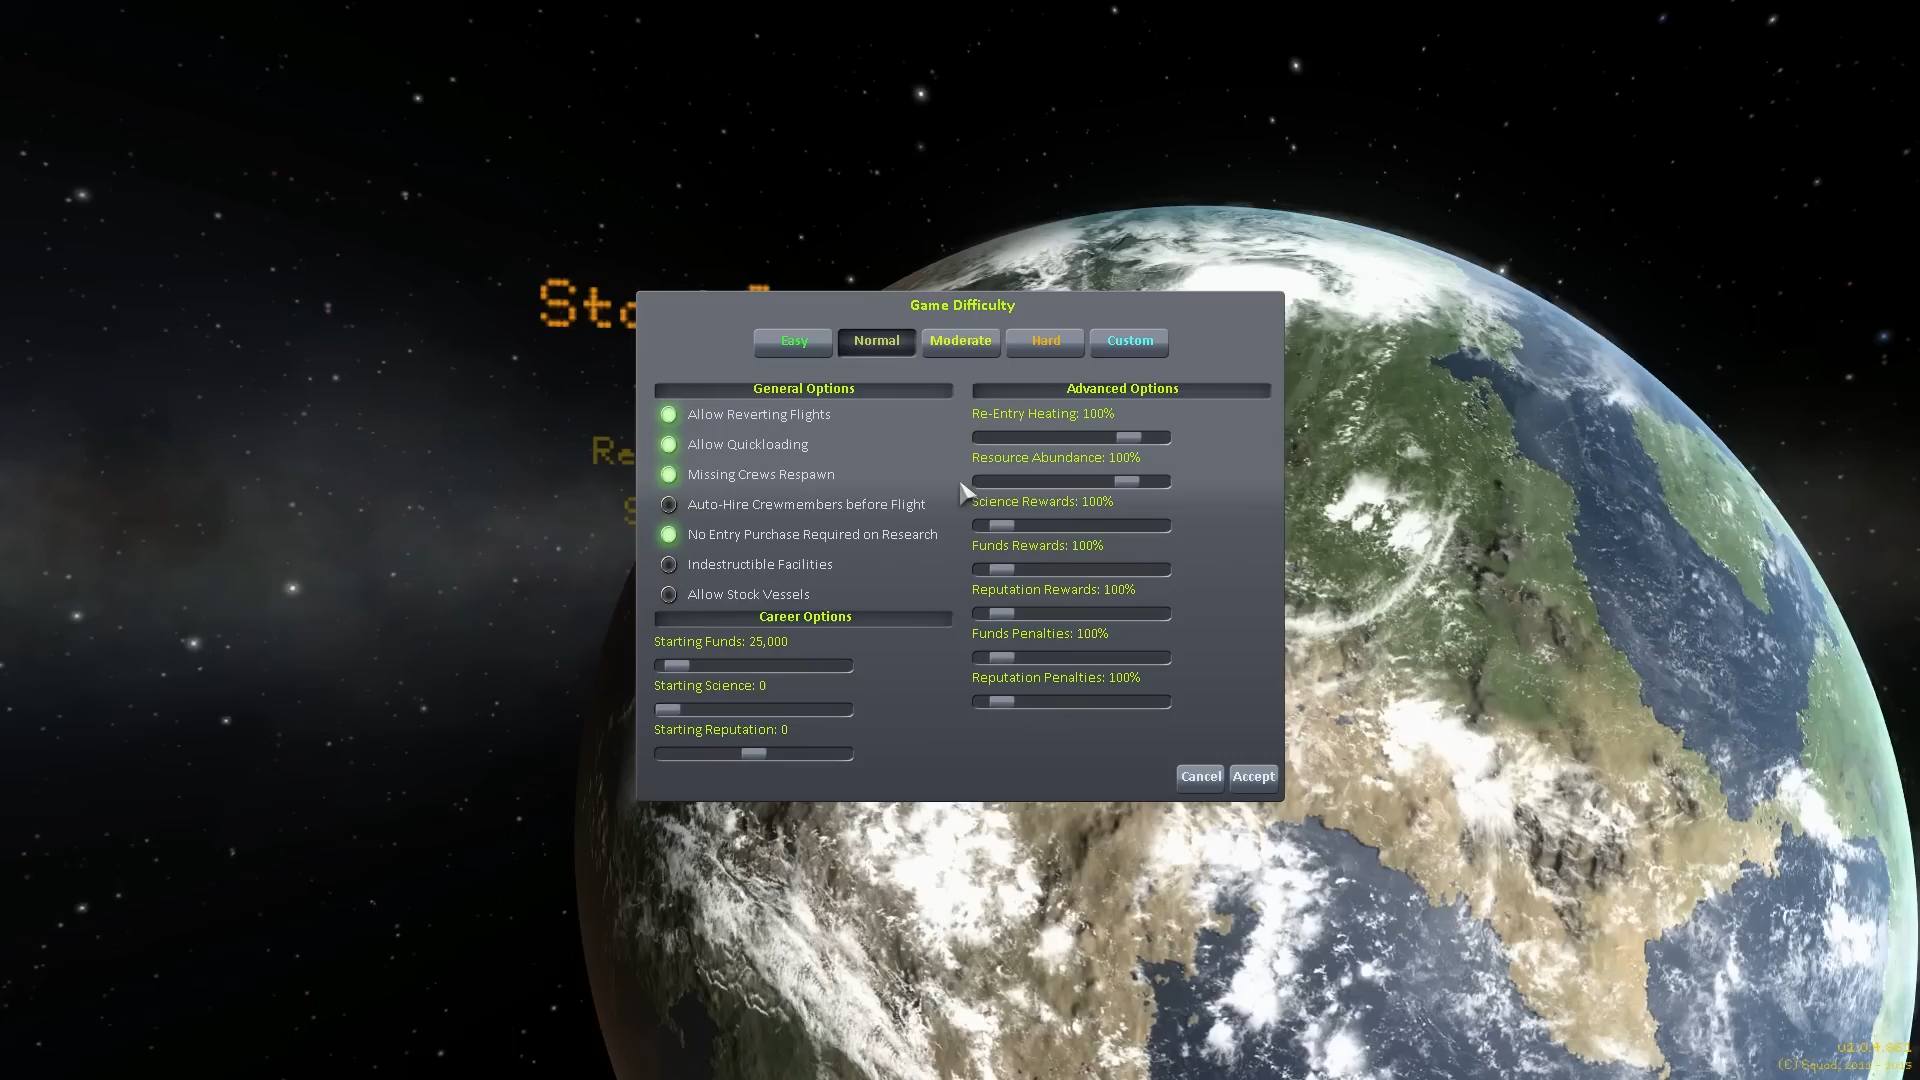 Game Difficulty
Easy
Normal
Moderate
Hard
Custom
General Options
Allow Reverting Flights
Allow Quickloading
Missing Crews Respawn
Auto-Hire Crewmembers before Flight
No Entry Purchase Required on Research
Indestructible Facilities
Allow Stock Vessels
Career Options
Starting Funds: 25,000
Starting Science: 0
Starting Reputation: 0
Advanced Options
Re-Entry Heating: 100%
Resource Abundance: 100%
Science Rewards: 100%
Funds Rewards: 100%
Reputation Rewards: 100%
Funds Penalties: 100%
Reputation Penalties: 100%
Cancel
Accept